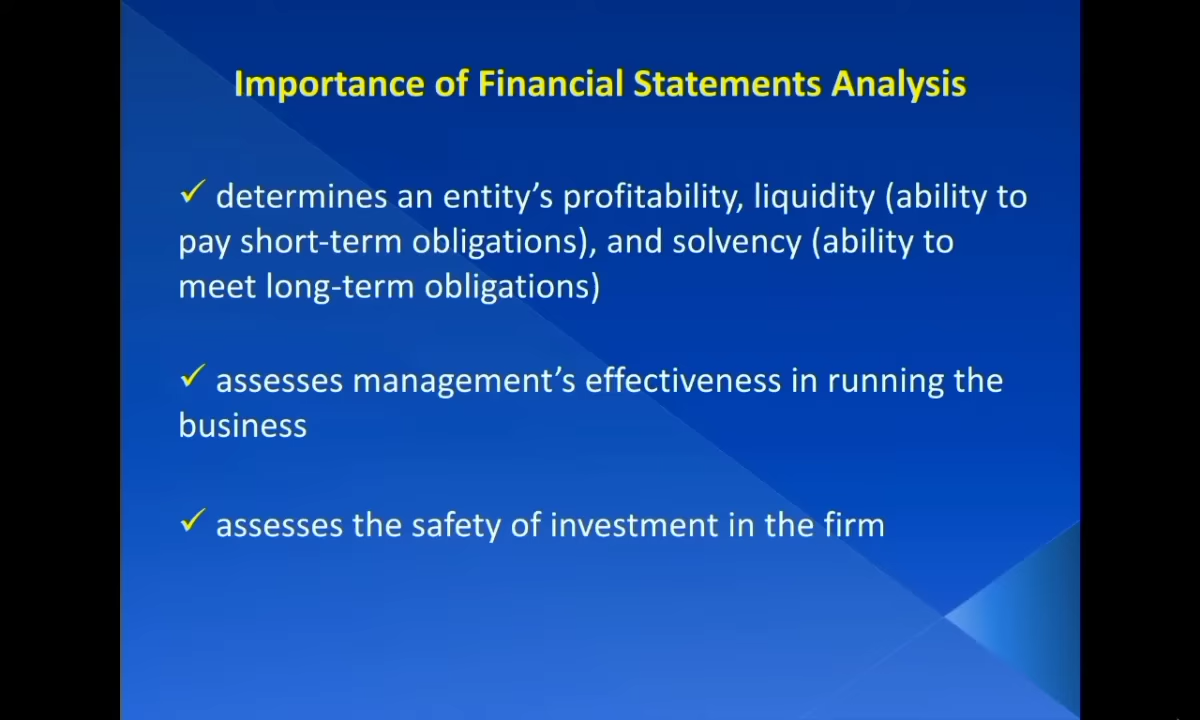 Importance of Financial Statements Analysis
✓ determines an entity’s profitability, liquidity (ability to
pay short-term obligations), and solvency (ability to
meet long-term obligations)
✓ assesses management’s effectiveness in running the
business
✓ assesses the safety of investment in the firm